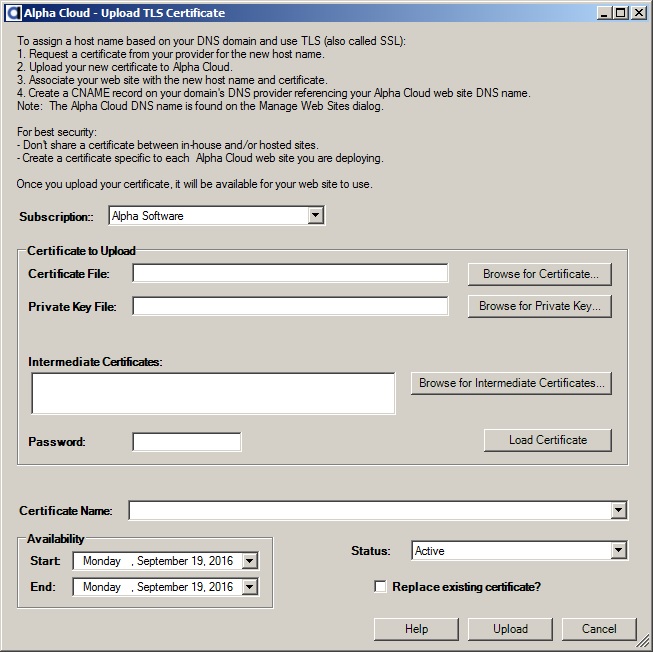 Alpha Cloud - Upload TLS Certificate
To assign a host name based on your DNS domain and use TLS (also called SSL):
1. Request a certificate from your provider for the new host name.
2. Upload your new certificate to Alpha Cloud.
3. Associate your web site with the new host name and certificate.
4. Create a CNAME record on your domain's DNS provider referencing your Alpha Cloud web site DNS name.
Note:  The Alpha Cloud DNS name is found on the Manage Web Sites dialog.
For best security:
- Don't share a certificate between in-house and/or hosted sites.
- Create a certificate specific to each  Alpha Cloud web site you are deploying.
Once you upload your certificate, it will be available for your web site to use.
Subscription:: Alpha Software
Certificate to Upload
Certificate File: Browse for Certificate...
Private Key File: Browse for Private Key...
Intermediate Certificates:
Browse for Intermediate Certificates...
Password: Load Certificate
Certificate Name:
Availability
Start: Monday , September 19, 2016
End: Monday , September 19, 2016
Status: Active
Replace existing certificate?
Help Upload Cancel